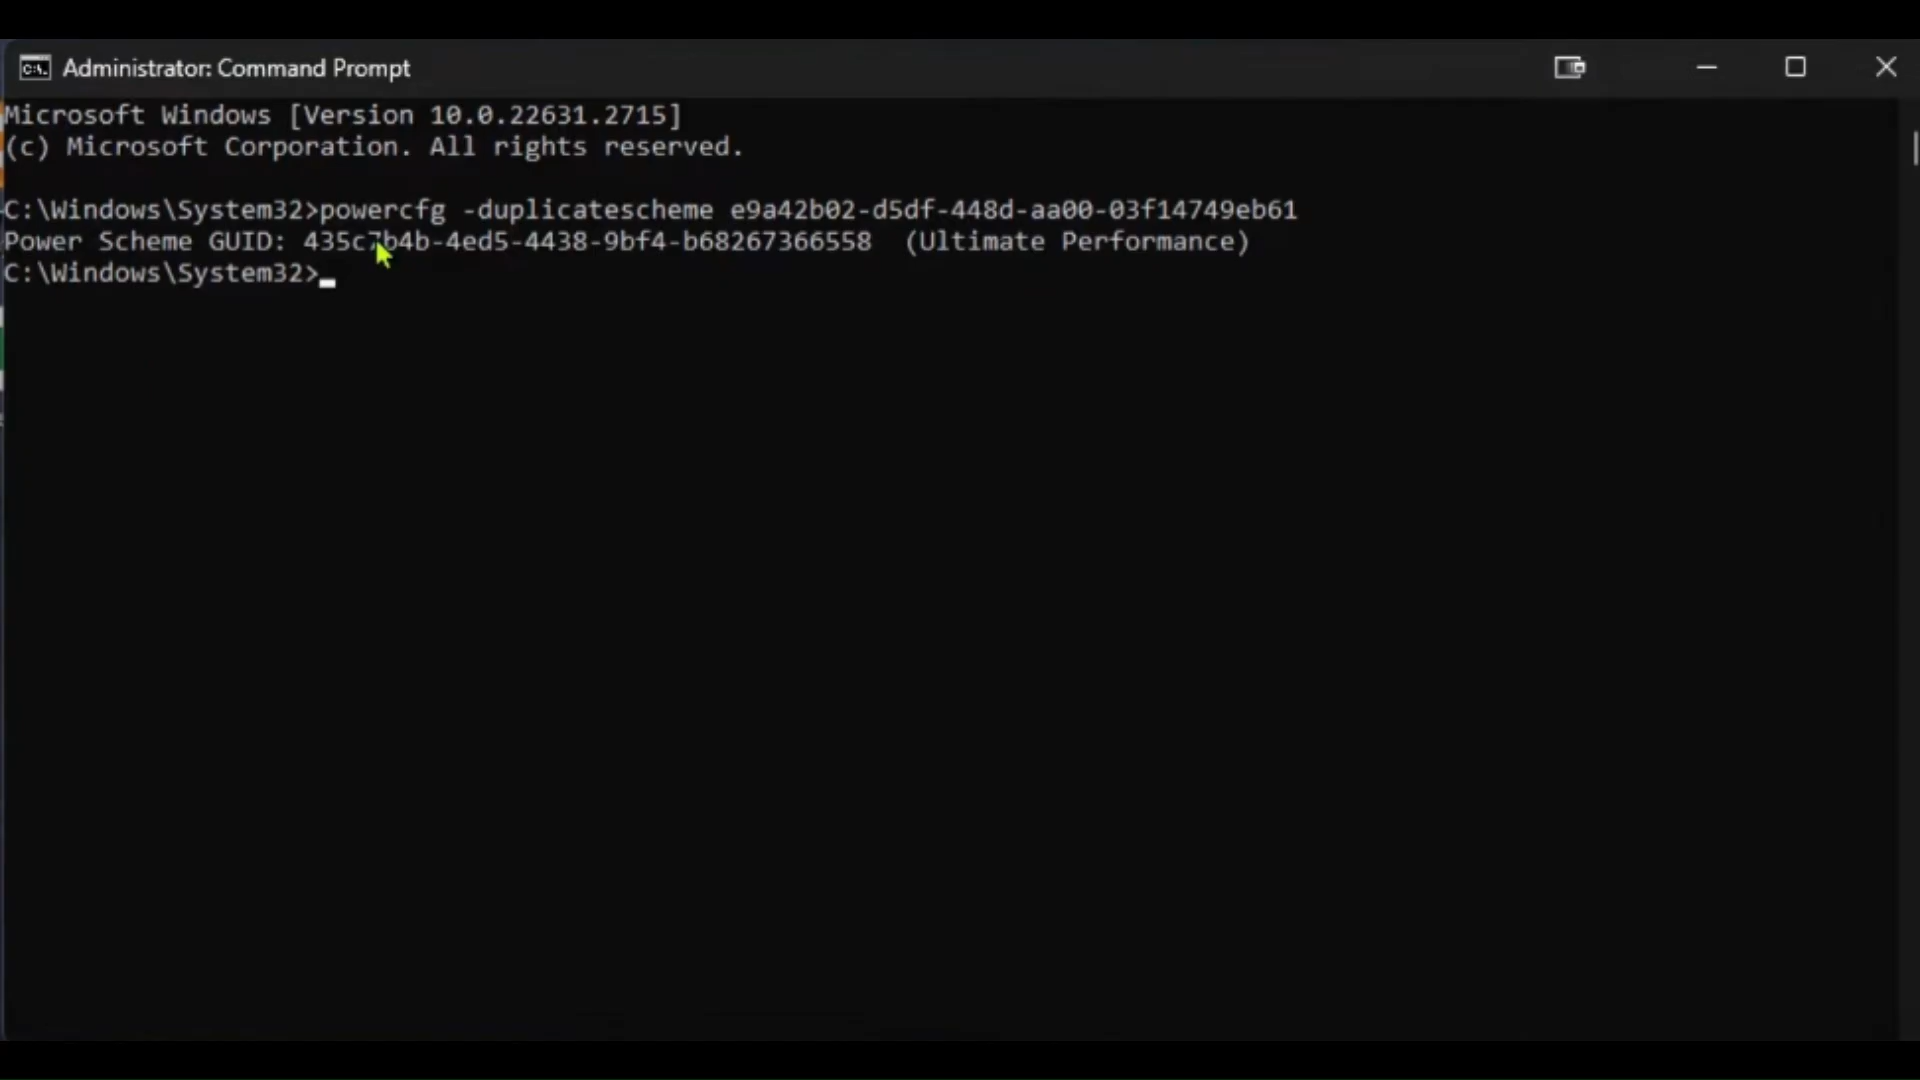 Administrator: Command Prompt
Microsoft Windows [Version 10.0.22631.2715]
(c) Microsoft Corporation. All rights reserved.
C:\Windows\System32>powercfg -duplicatescheme e9a42b02-d5df-448d-aa00-03f14749eb61
Power Scheme GUID: 435c7b4b-4ed5-4438-9bf4-b68267366558  (Ultimate Performance)
C:\Windows\System32>